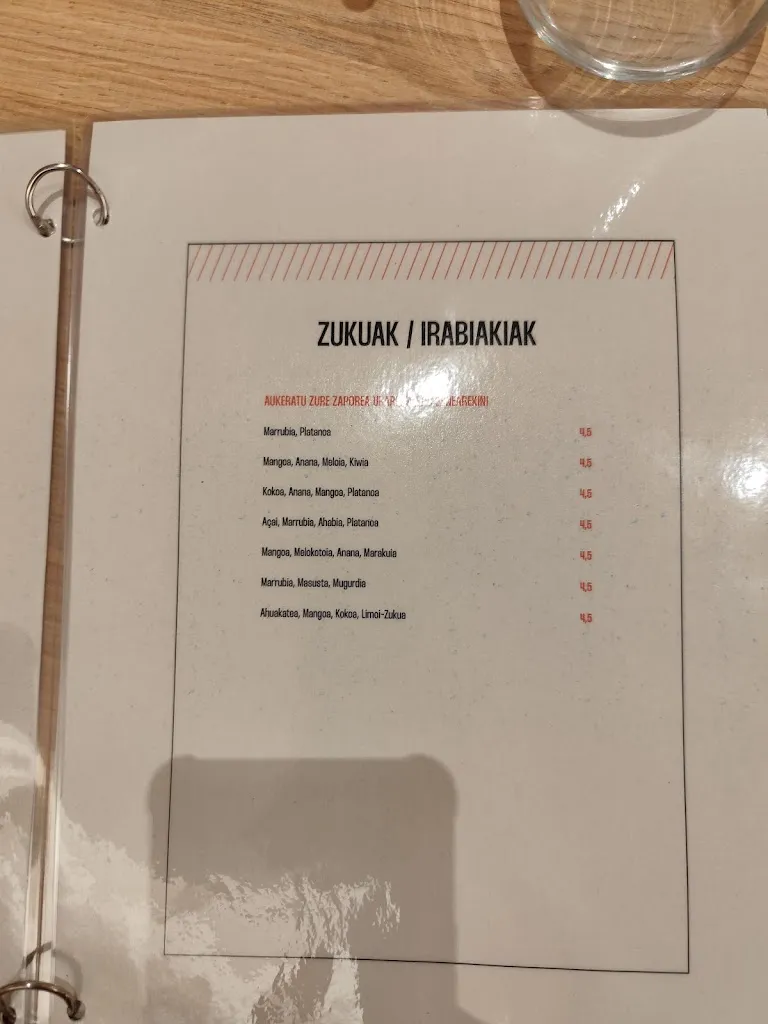 ZUKUAK / IRABIAKIAK
AUKERATU ZURE ZAPOREA
Marrubia, Platanoa 4,5
Mangoa, Anana, Meloia, Kiwia 4,5
Kokoa, Anana, Mangoa, Platanoa 4,5
Açai, Marrubia, Ahabia, Platanoa 4,5
Mangoa, Melokotoia, Anana, Marakuia 4,5
Marrubia, Masusta, Mugurdia 4,5
Ahuakatea, Mangoa, Kokoa, Limoi-Zukua 4,5